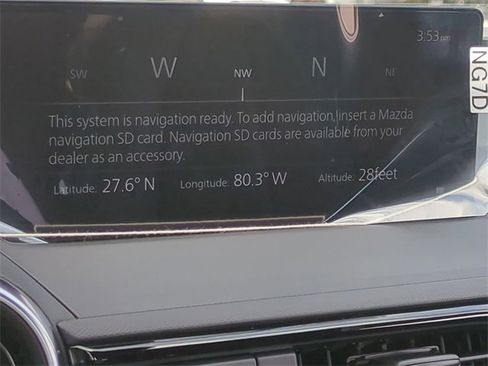 3:53 pm
SW W NW N NE
This system is navigation ready. To add navigation, insert a Mazda
navigation SD card. Navigation SD cards are available from your
dealer as an accessory.
Latitude: 27.6° N Longitude: 80.3° W Altitude: 28feet
NG7D